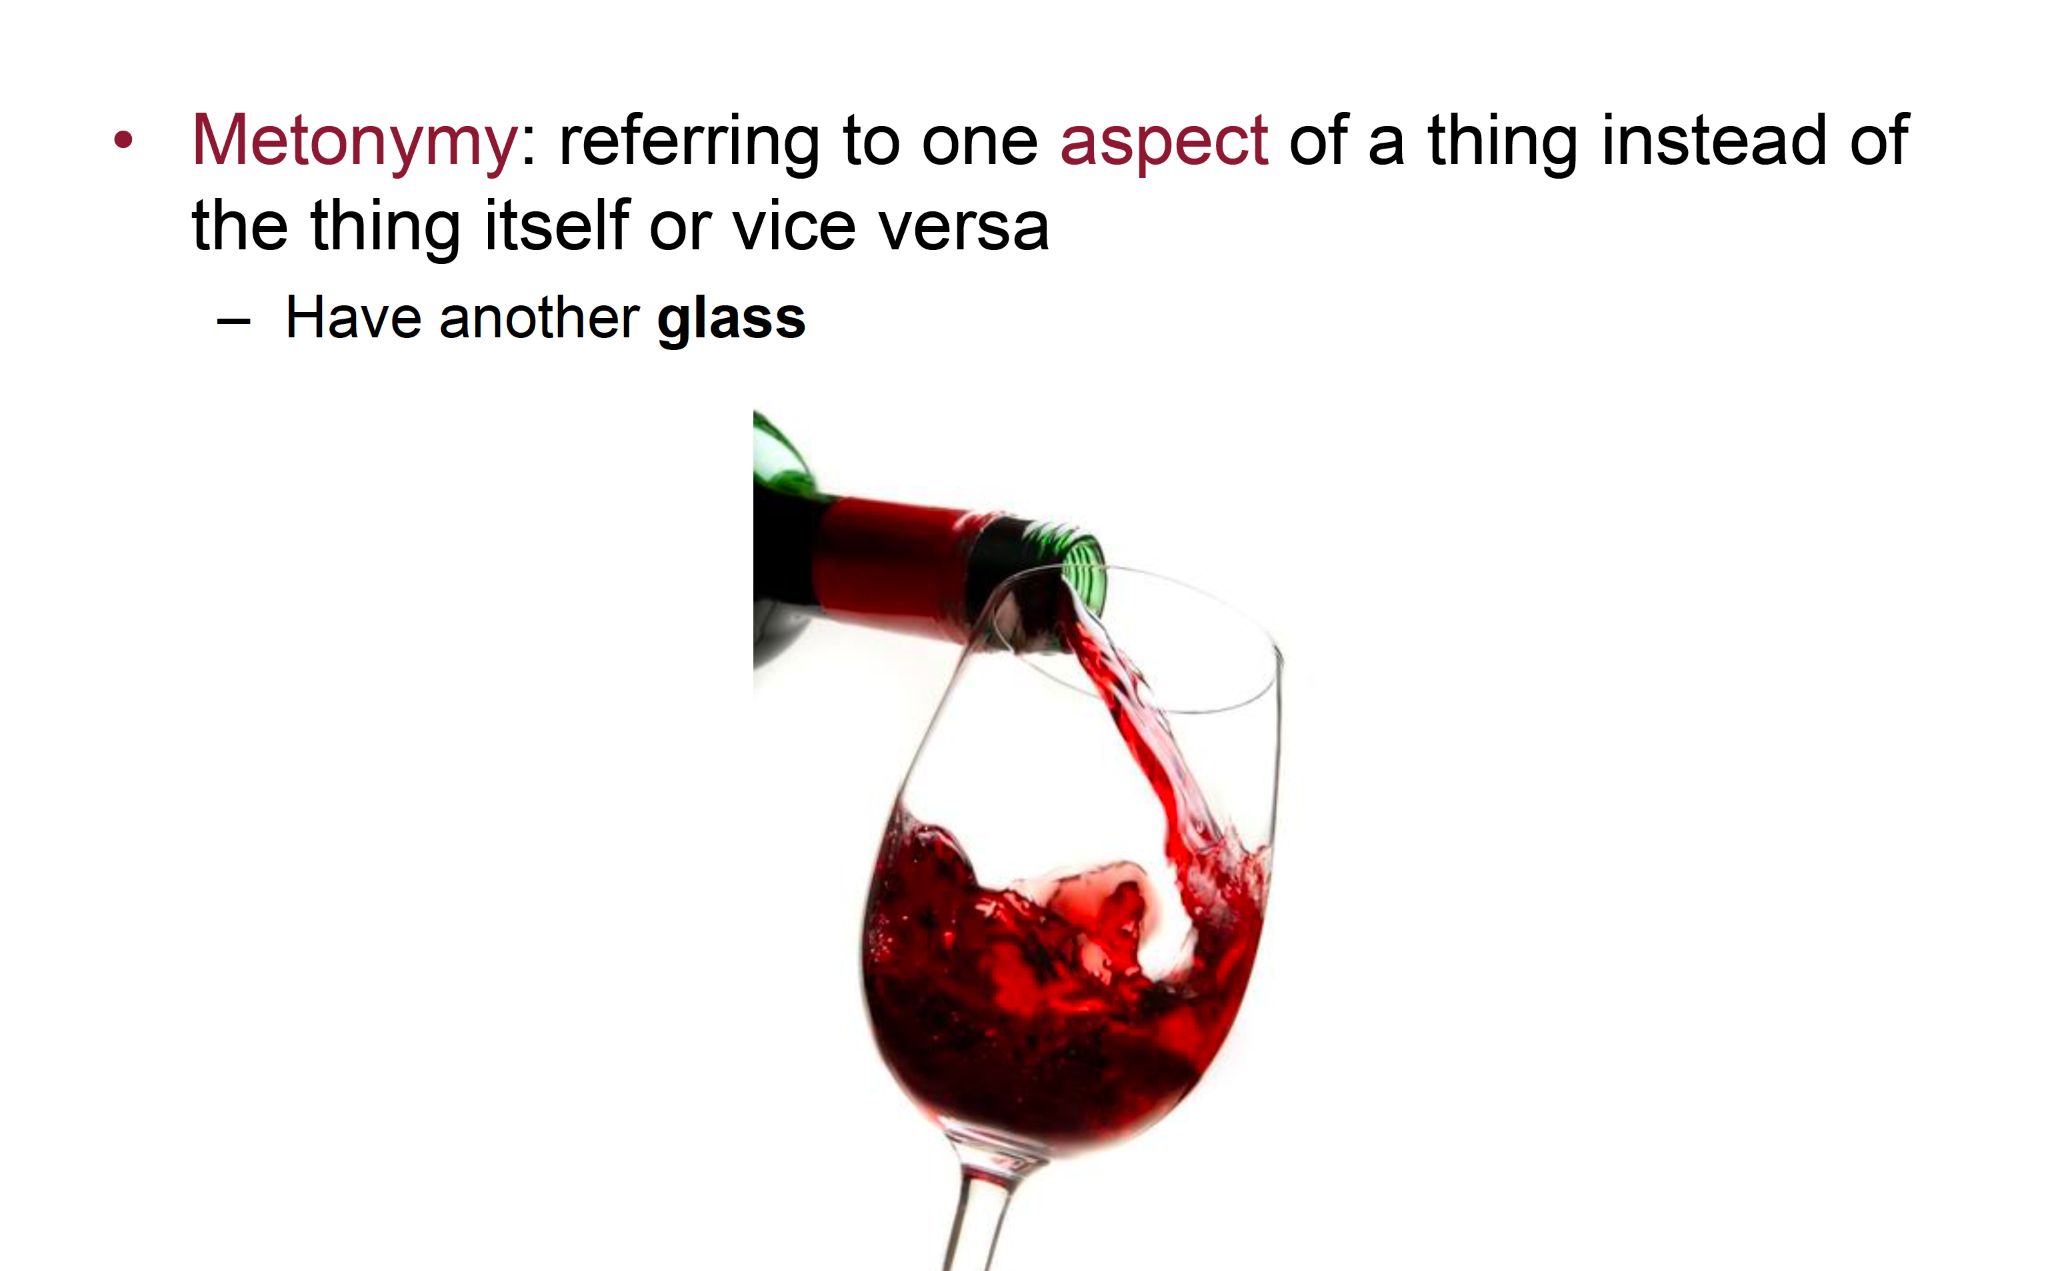 • Metonymy: referring to one aspect of a thing instead of
the thing itself or vice versa
– Have another glass